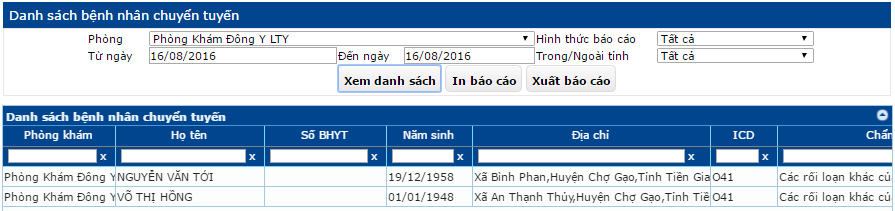 Danh sách bệnh nhân chuyển tuyến
Phòng Phòng Khám Đông Y LTY Hình thức báo cáo Tất cả
Từ ngày 16/08/2016 Đến ngày 16/08/2016 Trong/Ngoài tỉnh Tất cả
Xem danh sách In báo cáo Xuất báo cáo
Danh sách bệnh nhân chuyển tuyến
Phòng khám Họ tên Số BHYT Năm sinh Địa chỉ ICD Chẩn
x x x x x x
Phòng Khám Đông Y NGUYỄN VĂN TỚI 19/12/1958 Xã Bình Phan,Huyện Chợ Gạo,Tỉnh Tiền Gia O41 Các rối loạn khác củ
Phòng Khám Đông Y VÕ THỊ HỒNG 01/01/1948 Xã An Thạnh Thủy,Huyện Chợ Gạo,Tỉnh Tiề O41 Các rối loạn khác củ